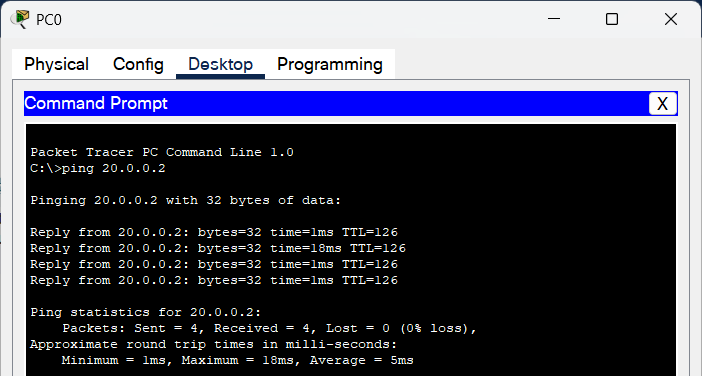 PC0
Physical Config Desktop Programming
Command Prompt X
Packet Tracer PC Command Line 1.0
C:\>ping 20.0.0.2
Pinging 20.0.0.2 with 32 bytes of data:
Reply from 20.0.0.2: bytes=32 time=1ms TTL=126
Reply from 20.0.0.2: bytes=32 time=18ms TTL=126
Reply from 20.0.0.2: bytes=32 time=1ms TTL=126
Reply from 20.0.0.2: bytes=32 time=1ms TTL=126
Ping statistics for 20.0.0.2:
Packets: Sent = 4, Received = 4, Lost = 0 (0% loss),
Approximate round trip times in milli-seconds:
Minimum = 1ms, Maximum = 18ms, Average = 5ms